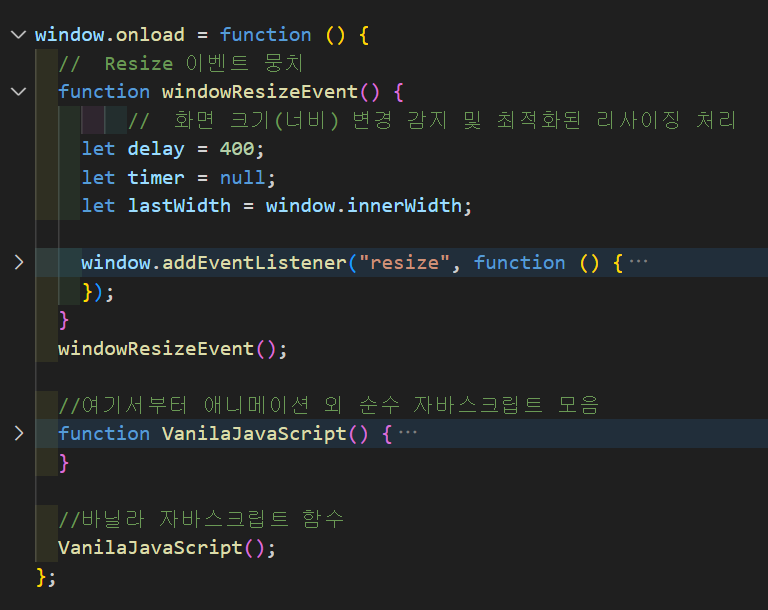 window.onload = function () {
//  Resize 이벤트 뭉치
function windowResizeEvent() {
//  화면 크기(너비) 변경 감지 및 최적화된 리사이징 처리
let delay = 400;
let timer = null;
let lastWidth = window.innerWidth;
window.addEventListener("resize", function () {···
});
}
windowResizeEvent();
//여기서부터 애니메이션 외 순수 자바스크립트 모음
function VanilaJavaScript() {···
}
//바닐라 자바스크립트 함수
VanilaJavaScript();
};